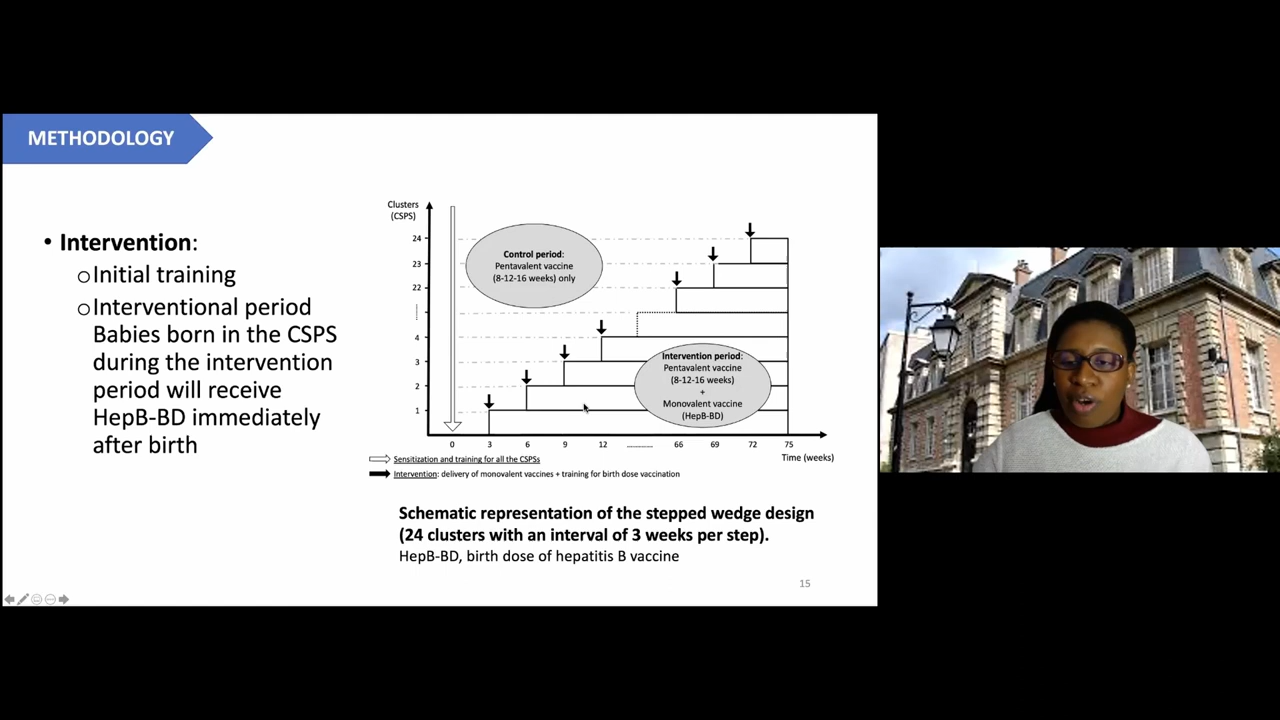 METHODOLOGY
• Intervention:
oInitial training
oInterventional period
Babies born in the CSPS
during the intervention
period will receive
HepB-BD immediately
after birth
Clusters
(CSPS)
24
23
22
4
3
2
1
Control period:
Pentavalent vaccine
(8-12-16 weeks) only
Intervention period:
Pentavalent vaccine
(8-12-16 weeks)
+
Monovalent vaccine
(HepB-BD)
0 3 6 9 12 .............. 66 69 72 75
Time (weeks)
Sensitization and training for all the CSPSs
Intervention: delivery of monovalent vaccines + training for birth dose vaccination
Schematic representation of the stepped wedge design
(24 clusters with an interval of 3 weeks per step).
HepB-BD, birth dose of hepatitis B vaccine
15